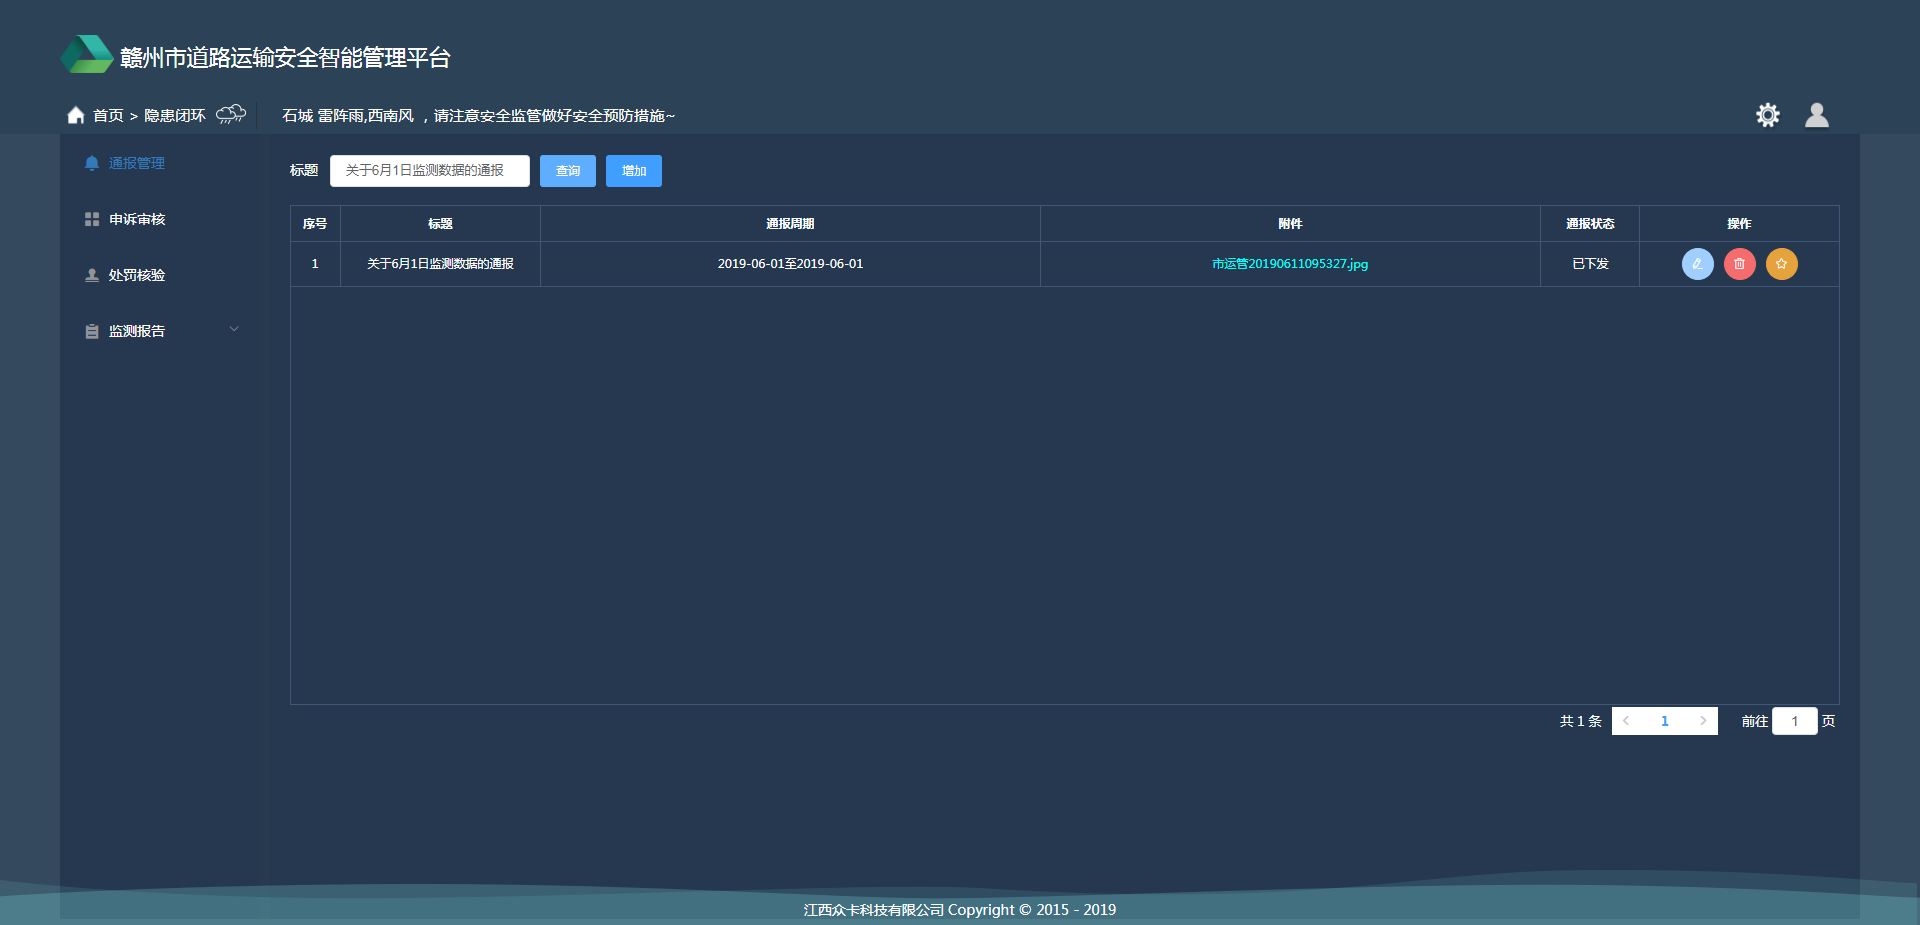 赣州市道路运输安全智能管理平台
首页 > 隐患闭环 石城 雷阵雨,西南风 ，请注意安全监管做好安全预防措施~
通报管理
申诉审核
处罚核验
监测报告
标题 关于6月1日监测数据的通报 查询 增加
序号 标题 通报周期 附件 通报状态 操作
1 关于6月1日监测数据的通报 2019-06-01至2019-06-01 市运管20190611095327.jpg 已下发
共 1 条 1 前往 1 页
江西众卡科技有限公司 Copyright © 2015 - 2019